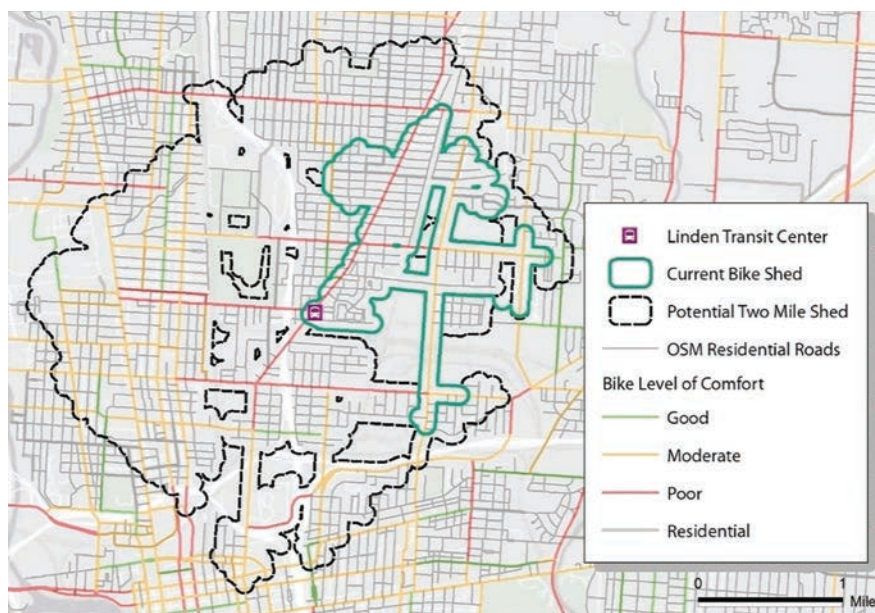 Linden Transit Center
Current Bike Shed
Potential Two Mile Shed
OSM Residential Roads
Bike Level of Comfort
Good
Moderate
Poor
Residential
0 1
Mile